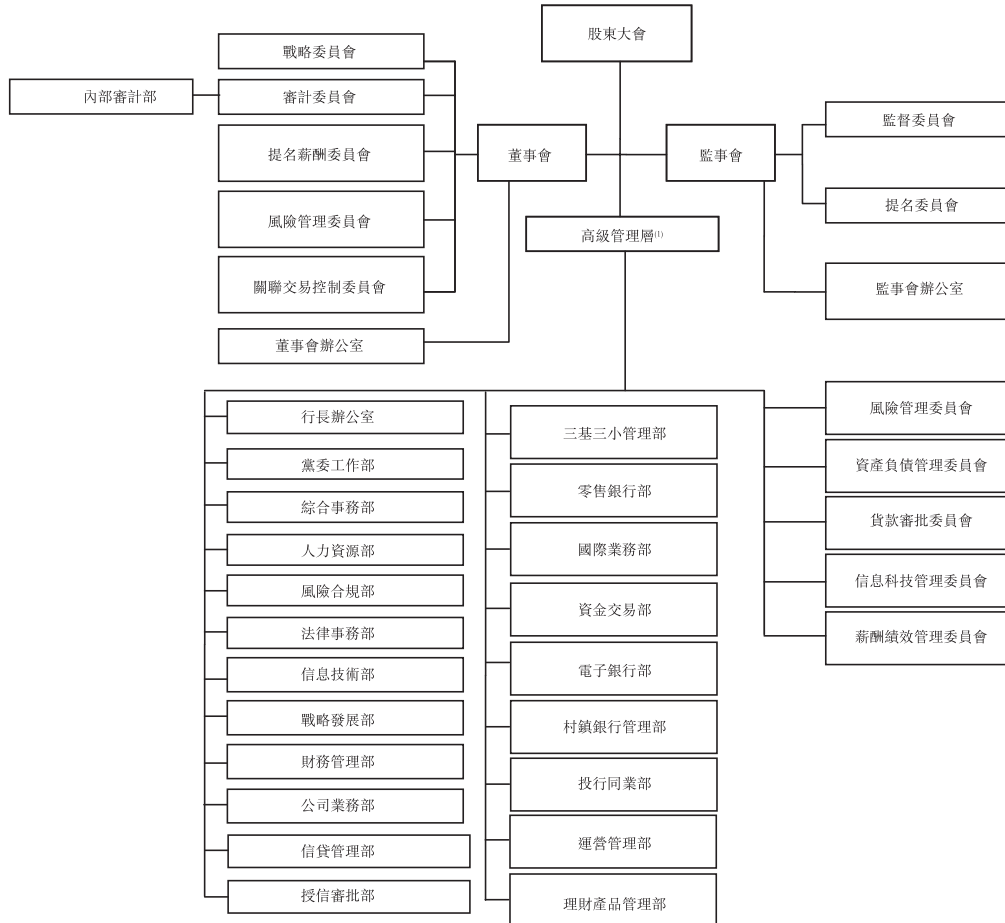 股東大會
戰略委員會
內部審計部
審計委員會
提名薪酬委員會
董事會
監事會
監督委員會
風險管理委員會
提名委員會
高級管理層(1)
關聯交易控制委員會
監事會辦公室
董事會辦公室
行長辦公室
黨委工作部
綜合事務部
人力資源部
風險合規部
法律事務部
信息技術部
戰略發展部
財務管理部
公司業務部
信貸管理部
授信審批部
三基三小管理部
零售銀行部
國際業務部
資金交易部
電子銀行部
村鎮銀行管理部
投行同業部
運營管理部
理財產品管理部
風險管理委員會
資產負債管理委員會
貸款審批委員會
信息科技管理委員會
薪酬績效管理委員會